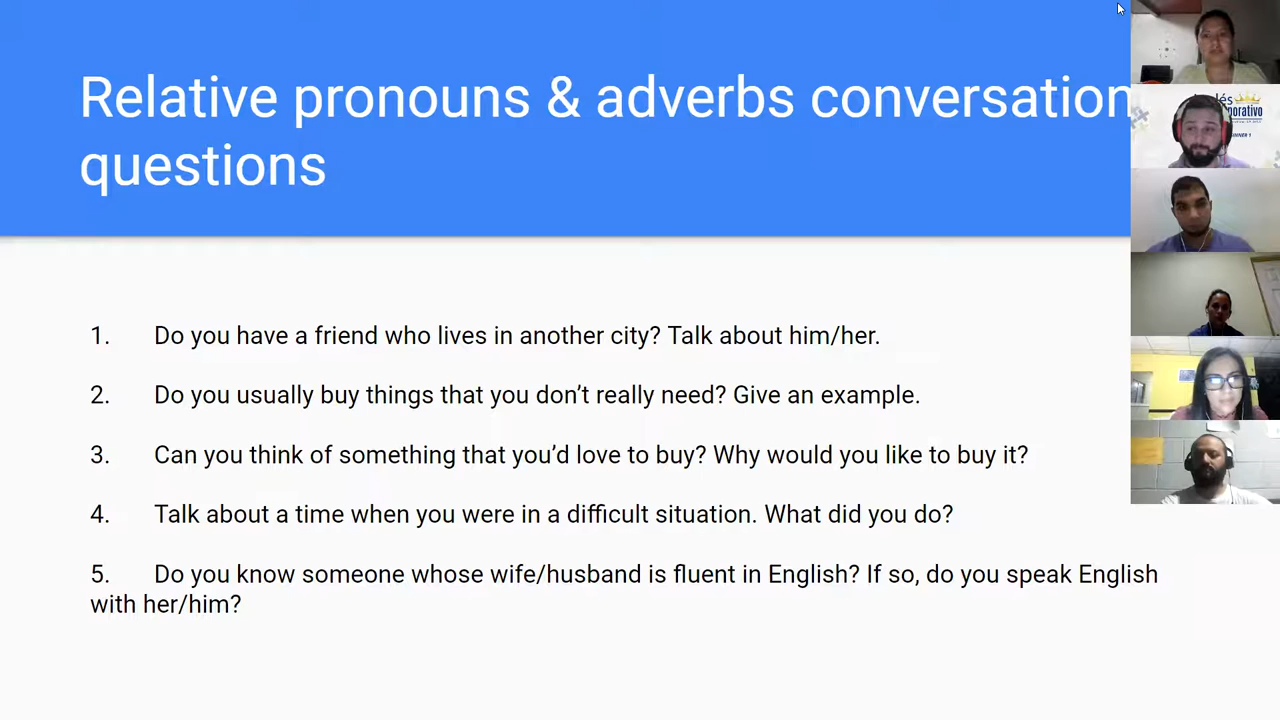 Relative pronouns & adverbs conversation
questions
1. Do you have a friend who lives in another city? Talk about him/her.
2. Do you usually buy things that you don’t really need? Give an example.
3. Can you think of something that you’d love to buy? Why would you like to buy it?
4. Talk about a time when you were in a difficult situation. What did you do?
5. Do you know someone whose wife/husband is fluent in English? If so, do you speak English
with her/him?